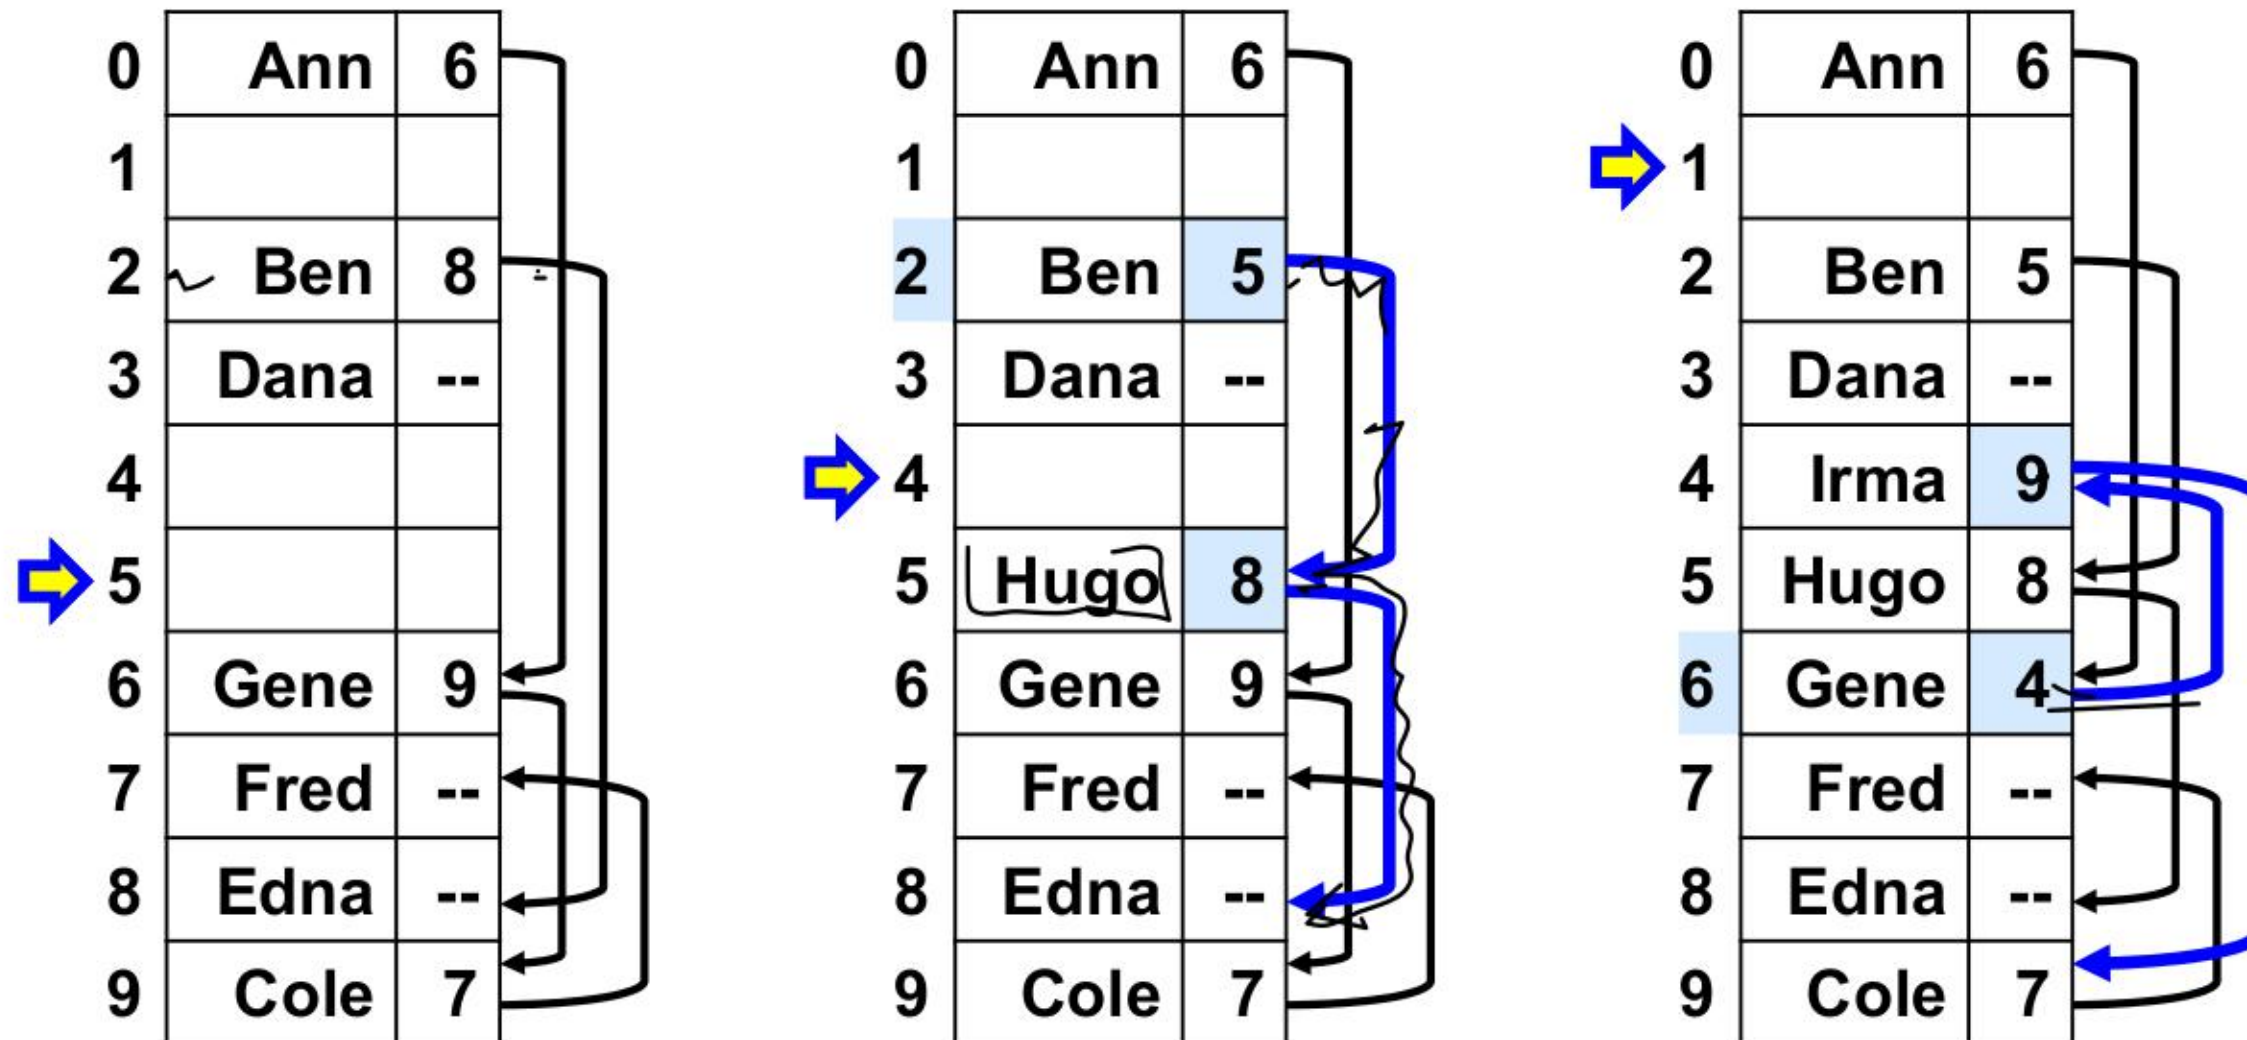 0 Ann 6
1
2 Ben 8
3 Dana --
4
5
6 Gene 9
7 Fred --
8 Edna --
9 Cole 7
0 Ann 6
1
2 Ben 5
3 Dana --
4
5 Hugo 8
6 Gene 9
7 Fred --
8 Edna --
9 Cole 7
0 Ann 6
1
2 Ben 5
3 Dana --
4 Irma 9
5 Hugo 8
6 Gene 4
7 Fred --
8 Edna --
9 Cole 7